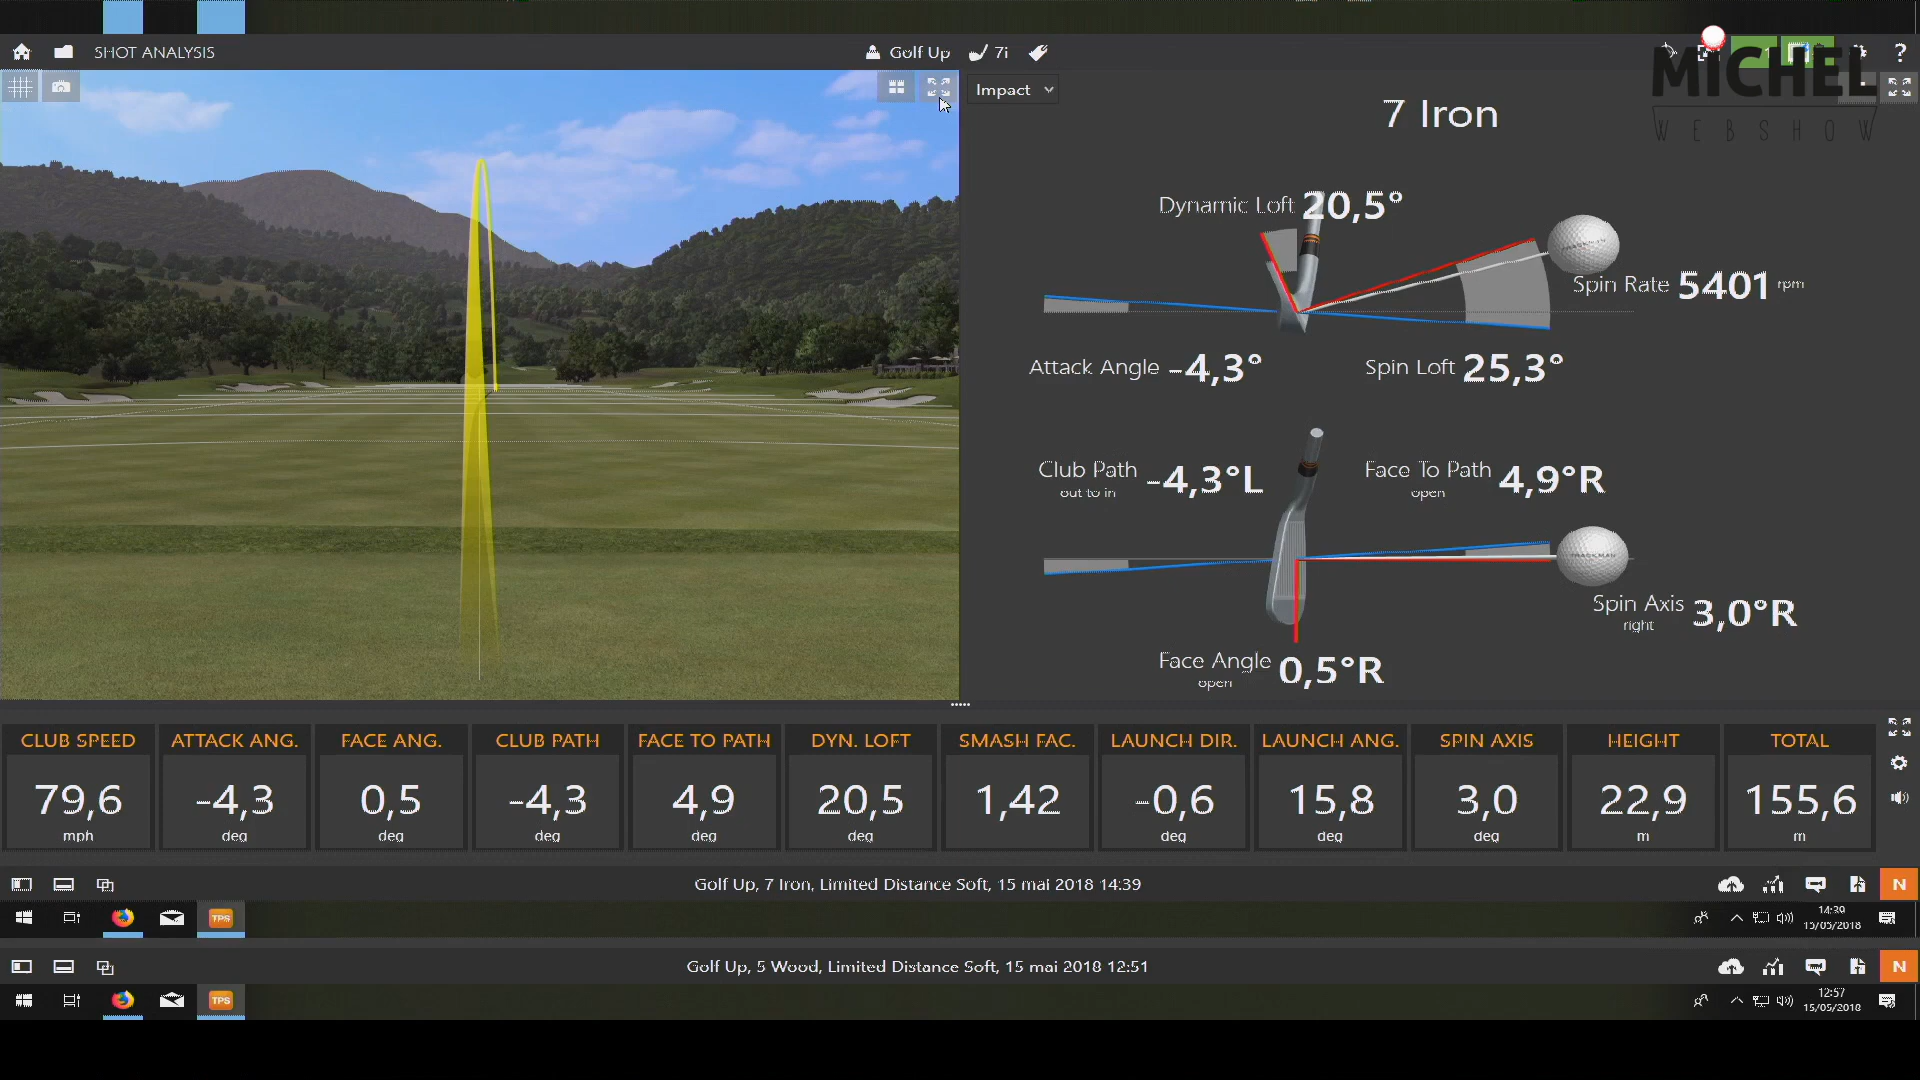 SHOT ANALYSIS
Golf Up
7i
?
MICHEL
WEBSHOW
Impact
7 Iron
Dynamic Loft 20,5°
Spin Rate 5401 rpm
Attack Angle -4,3°
Spin Loft 25,3°
Club Path -4,3°L
out to in
Face To Path 4,9°R
open
Spin Axis 3,0°R
right
Face Angle 0,5°R
open
CLUB SPEED ATTACK ANG. FACE ANG. CLUB PATH FACE TO PATH DYN. LOFT SMASH FAC. LAUNCH DIR. LAUNCH ANG. SPIN AXIS HEIGHT TOTAL
79,6 -4,3 0,5 -4,3 4,9 20,5 1,42 -0,6 15,8 3,0 22,9 155,6
mph deg deg deg deg deg deg deg deg m m
Golf Up, 7 Iron, Limited Distance Soft, 15 mai 2018 14:39
N
TPS
14:39
15/05/2018
Golf Up, 5 Wood, Limited Distance Soft, 15 mai 2018 12:51
N
TPS
12:57
15/05/2018